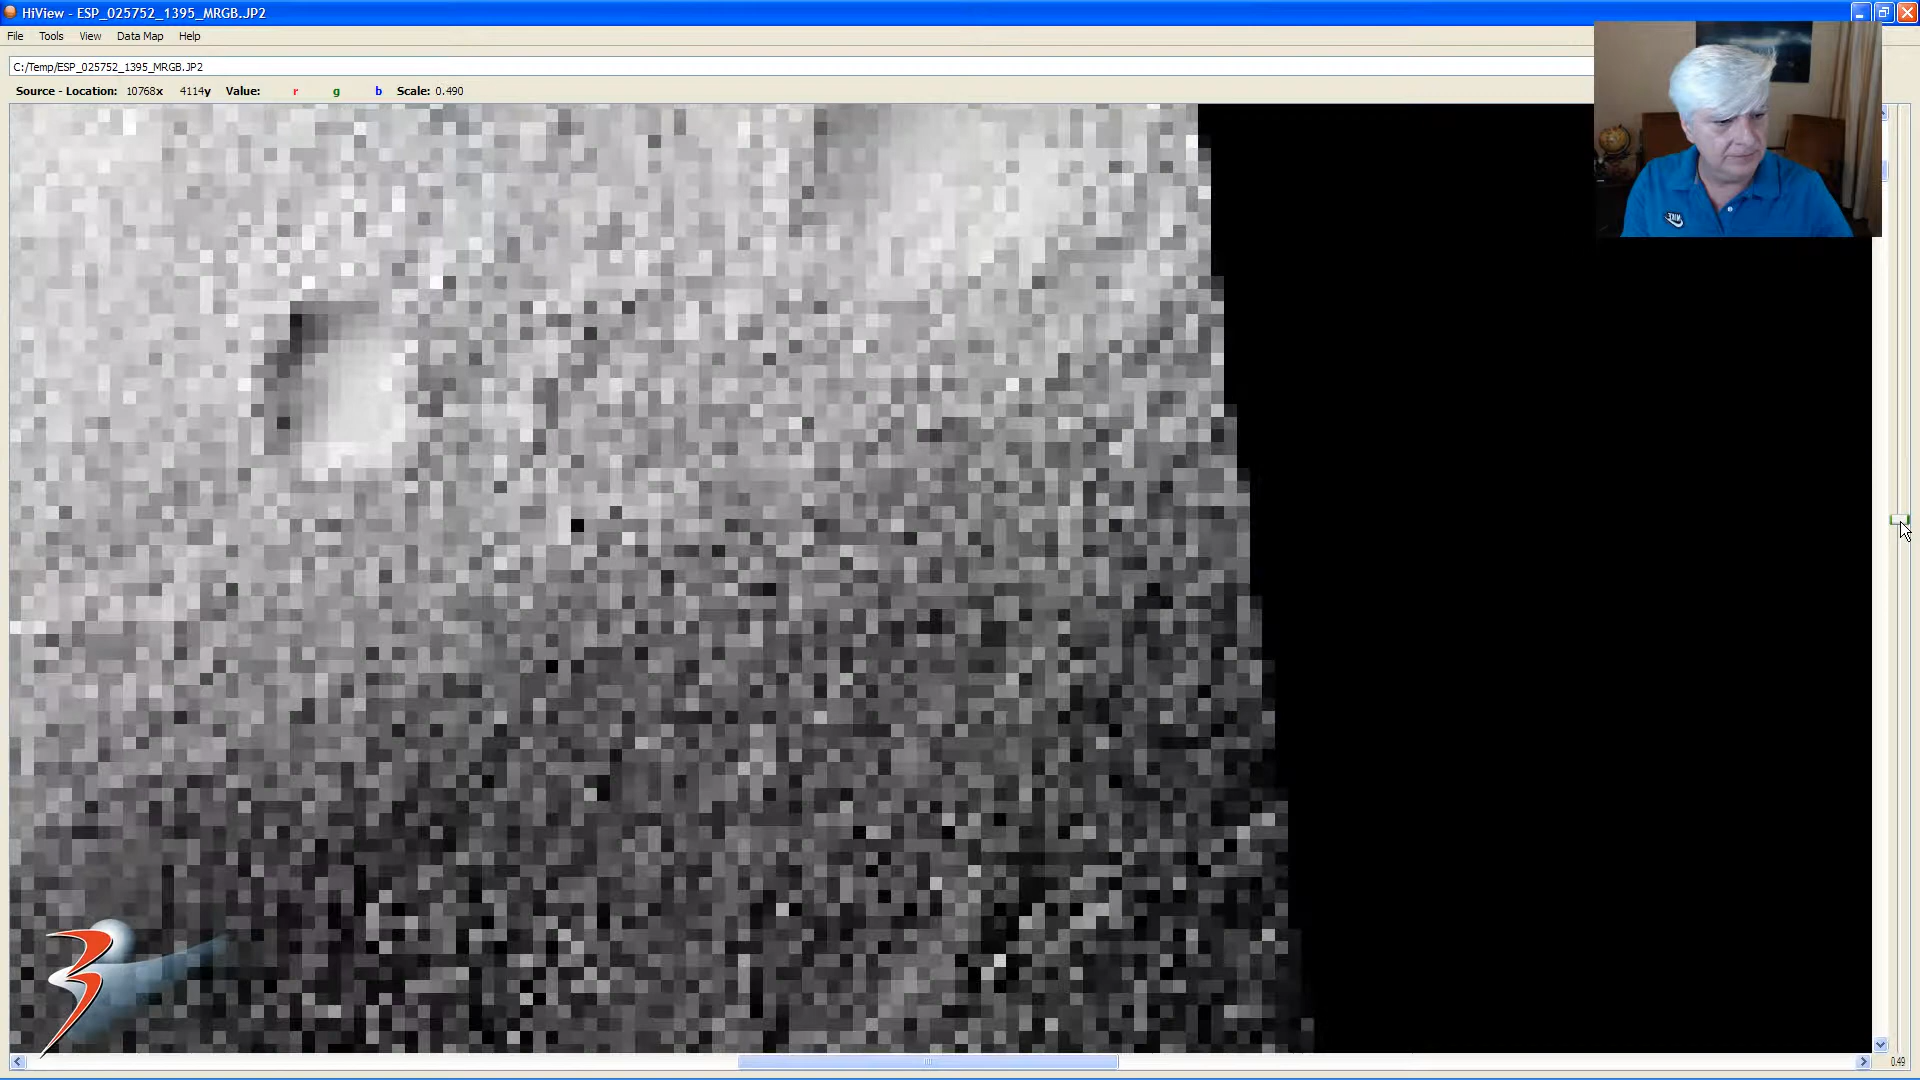 HiView - ESP_025752_1395_MRGB.JP2
File Tools View Data Map Help
C:/Temp/ESP_025752_1395_MRGB.JP2
Source - Location: 10768x 4114y Value: r g b Scale: 0.490
0.49